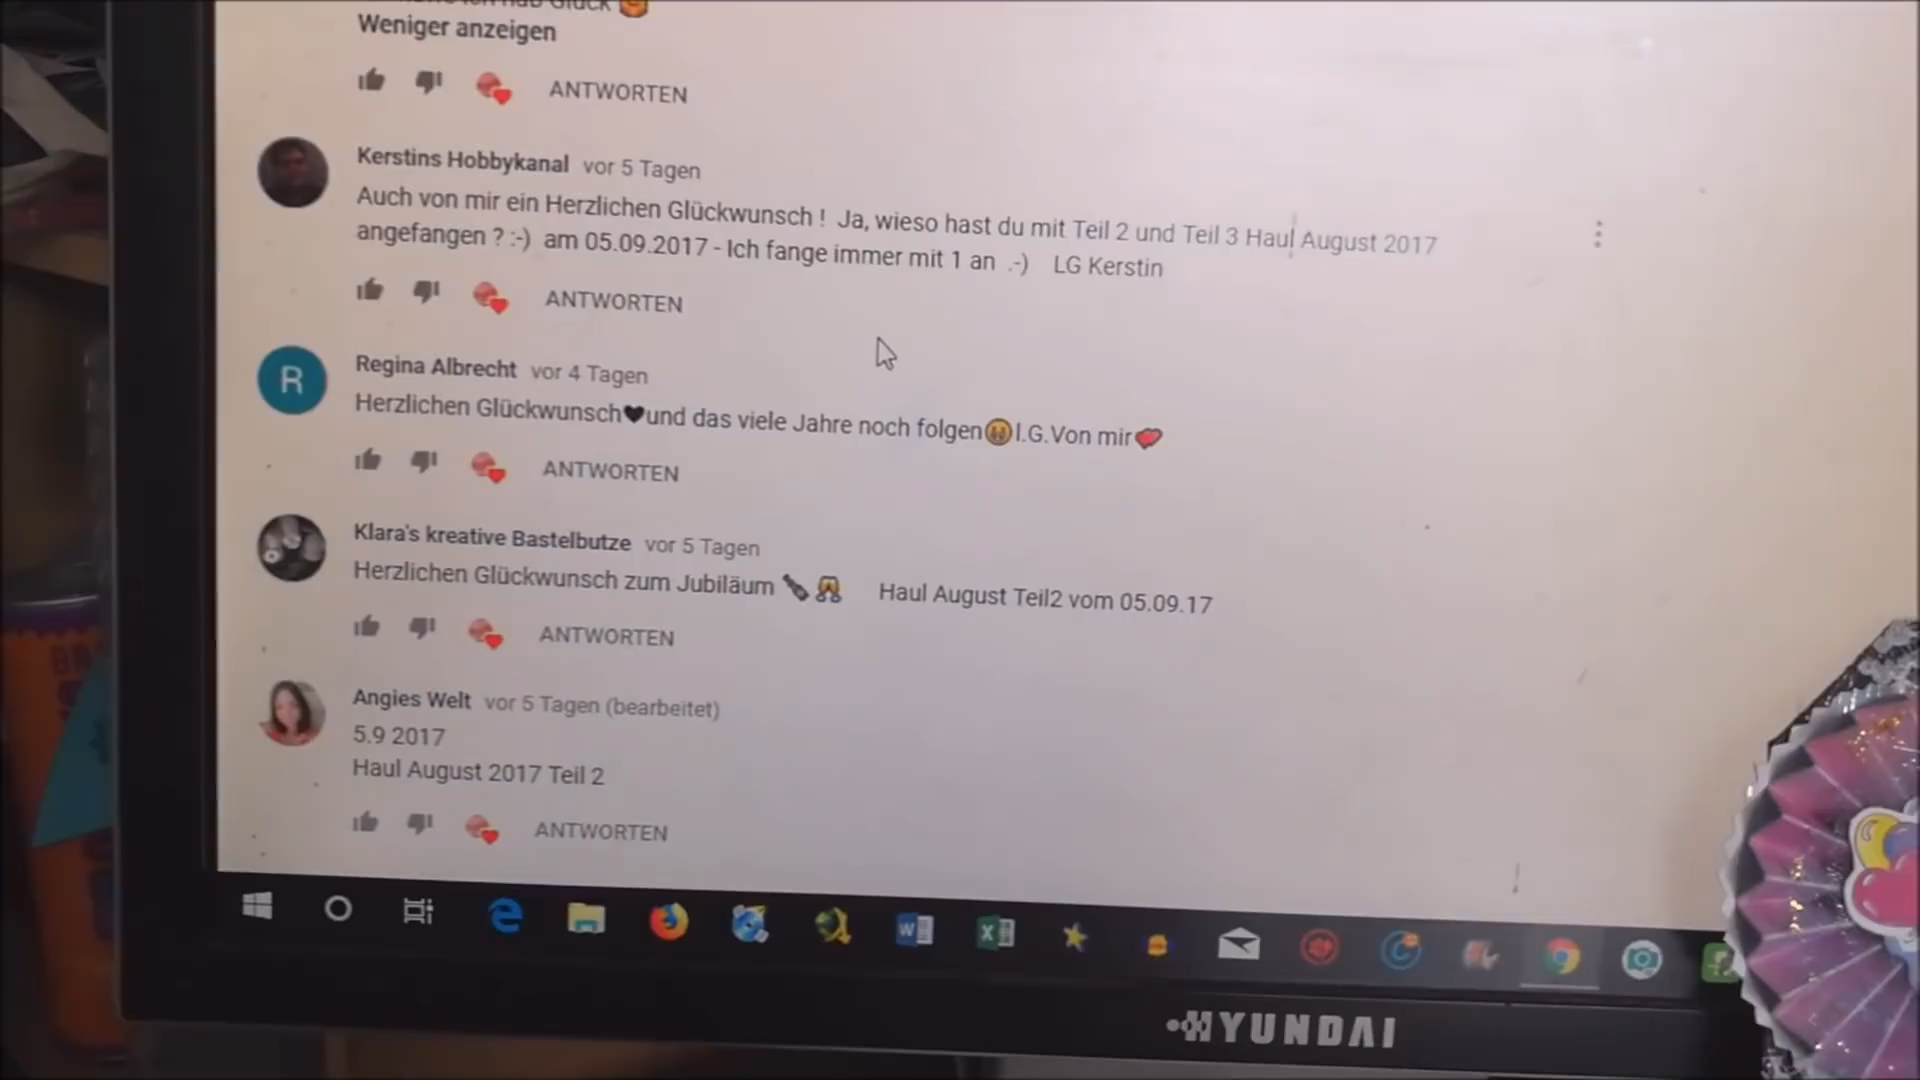 Glück
Weniger anzeigen
ANTWORTEN
Kerstins Hobbykanal vor 5 Tagen
Auch von mir ein Herzlichen Glückwunsch ! Ja, wieso hast du mit Teil 2 und Teil 3 Haul August 2017
angefangen ? :-) am 05.09.2017 - Ich fange immer mit 1 an .-) LG Kerstin
ANTWORTEN
R
Regina Albrecht vor 4 Tagen
Herzlichen Glückwunsch🖤und das viele Jahre noch folgen🤗l.G.Von mir💕
ANTWORTEN
Klara's kreative Bastelbutze vor 5 Tagen
Herzlichen Glückwunsch zum Jubiläum 🍾🥂 Haul August Teil2 vom 05.09.17
ANTWORTEN
Angies Welt vor 5 Tagen (bearbeitet)
5.9 2017
Haul August 2017 Teil 2
ANTWORTEN
HYUNDAI